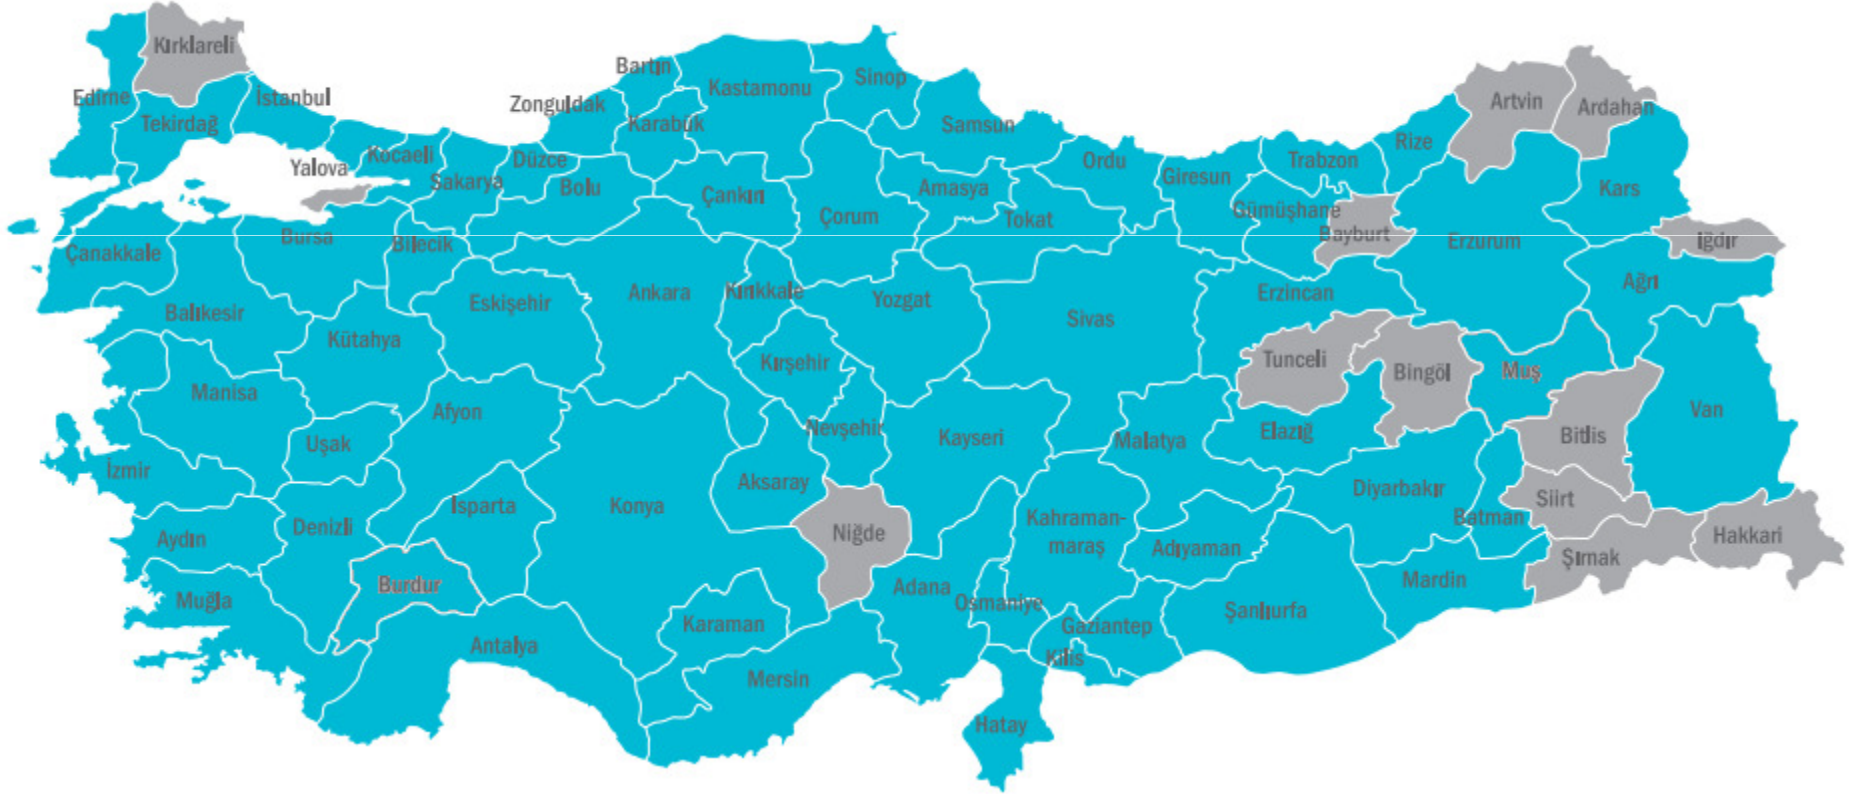 Kırklareli
Edirne
İstanbul
Tekirdağ
Yalova
Kocaeli
Sakarya
Düzce
Bolu
Zonguldak
Bartın
Karabük
Kastamonu
Sinop
Samsun
Çankırı
Çorum
Amasya
Tokat
Ordu
Giresun
Trabzon
Rize
Artvin
Ardahan
Kars
Gümüşhane
Bayburt
Erzurum
Iğdır
Ağrı
Çanakkale
Bursa
Bilecik
Balıkesir
Kütahya
Eskişehir
Ankara
Kırıkkale
Yozgat
Sivas
Erzincan
Kırşehir
Tunceli
Bingöl
Muş
Van
Manisa
Uşak
Afyon
Nevşehir
Kayseri
Malatya
Elazığ
Bitlis
İzmir
Aksaray
Diyarbakır
Siirt
Batman
Aydın
Denizli
İsparta
Konya
Niğde
Kahraman-
maraş
Adıyaman
Şırnak
Hakkari
Muğla
Burdur
Karaman
Adana
Osmaniye
Gaziantep
Şanlıurfa
Mardin
Antalya
Mersin
Kilis
Hatay